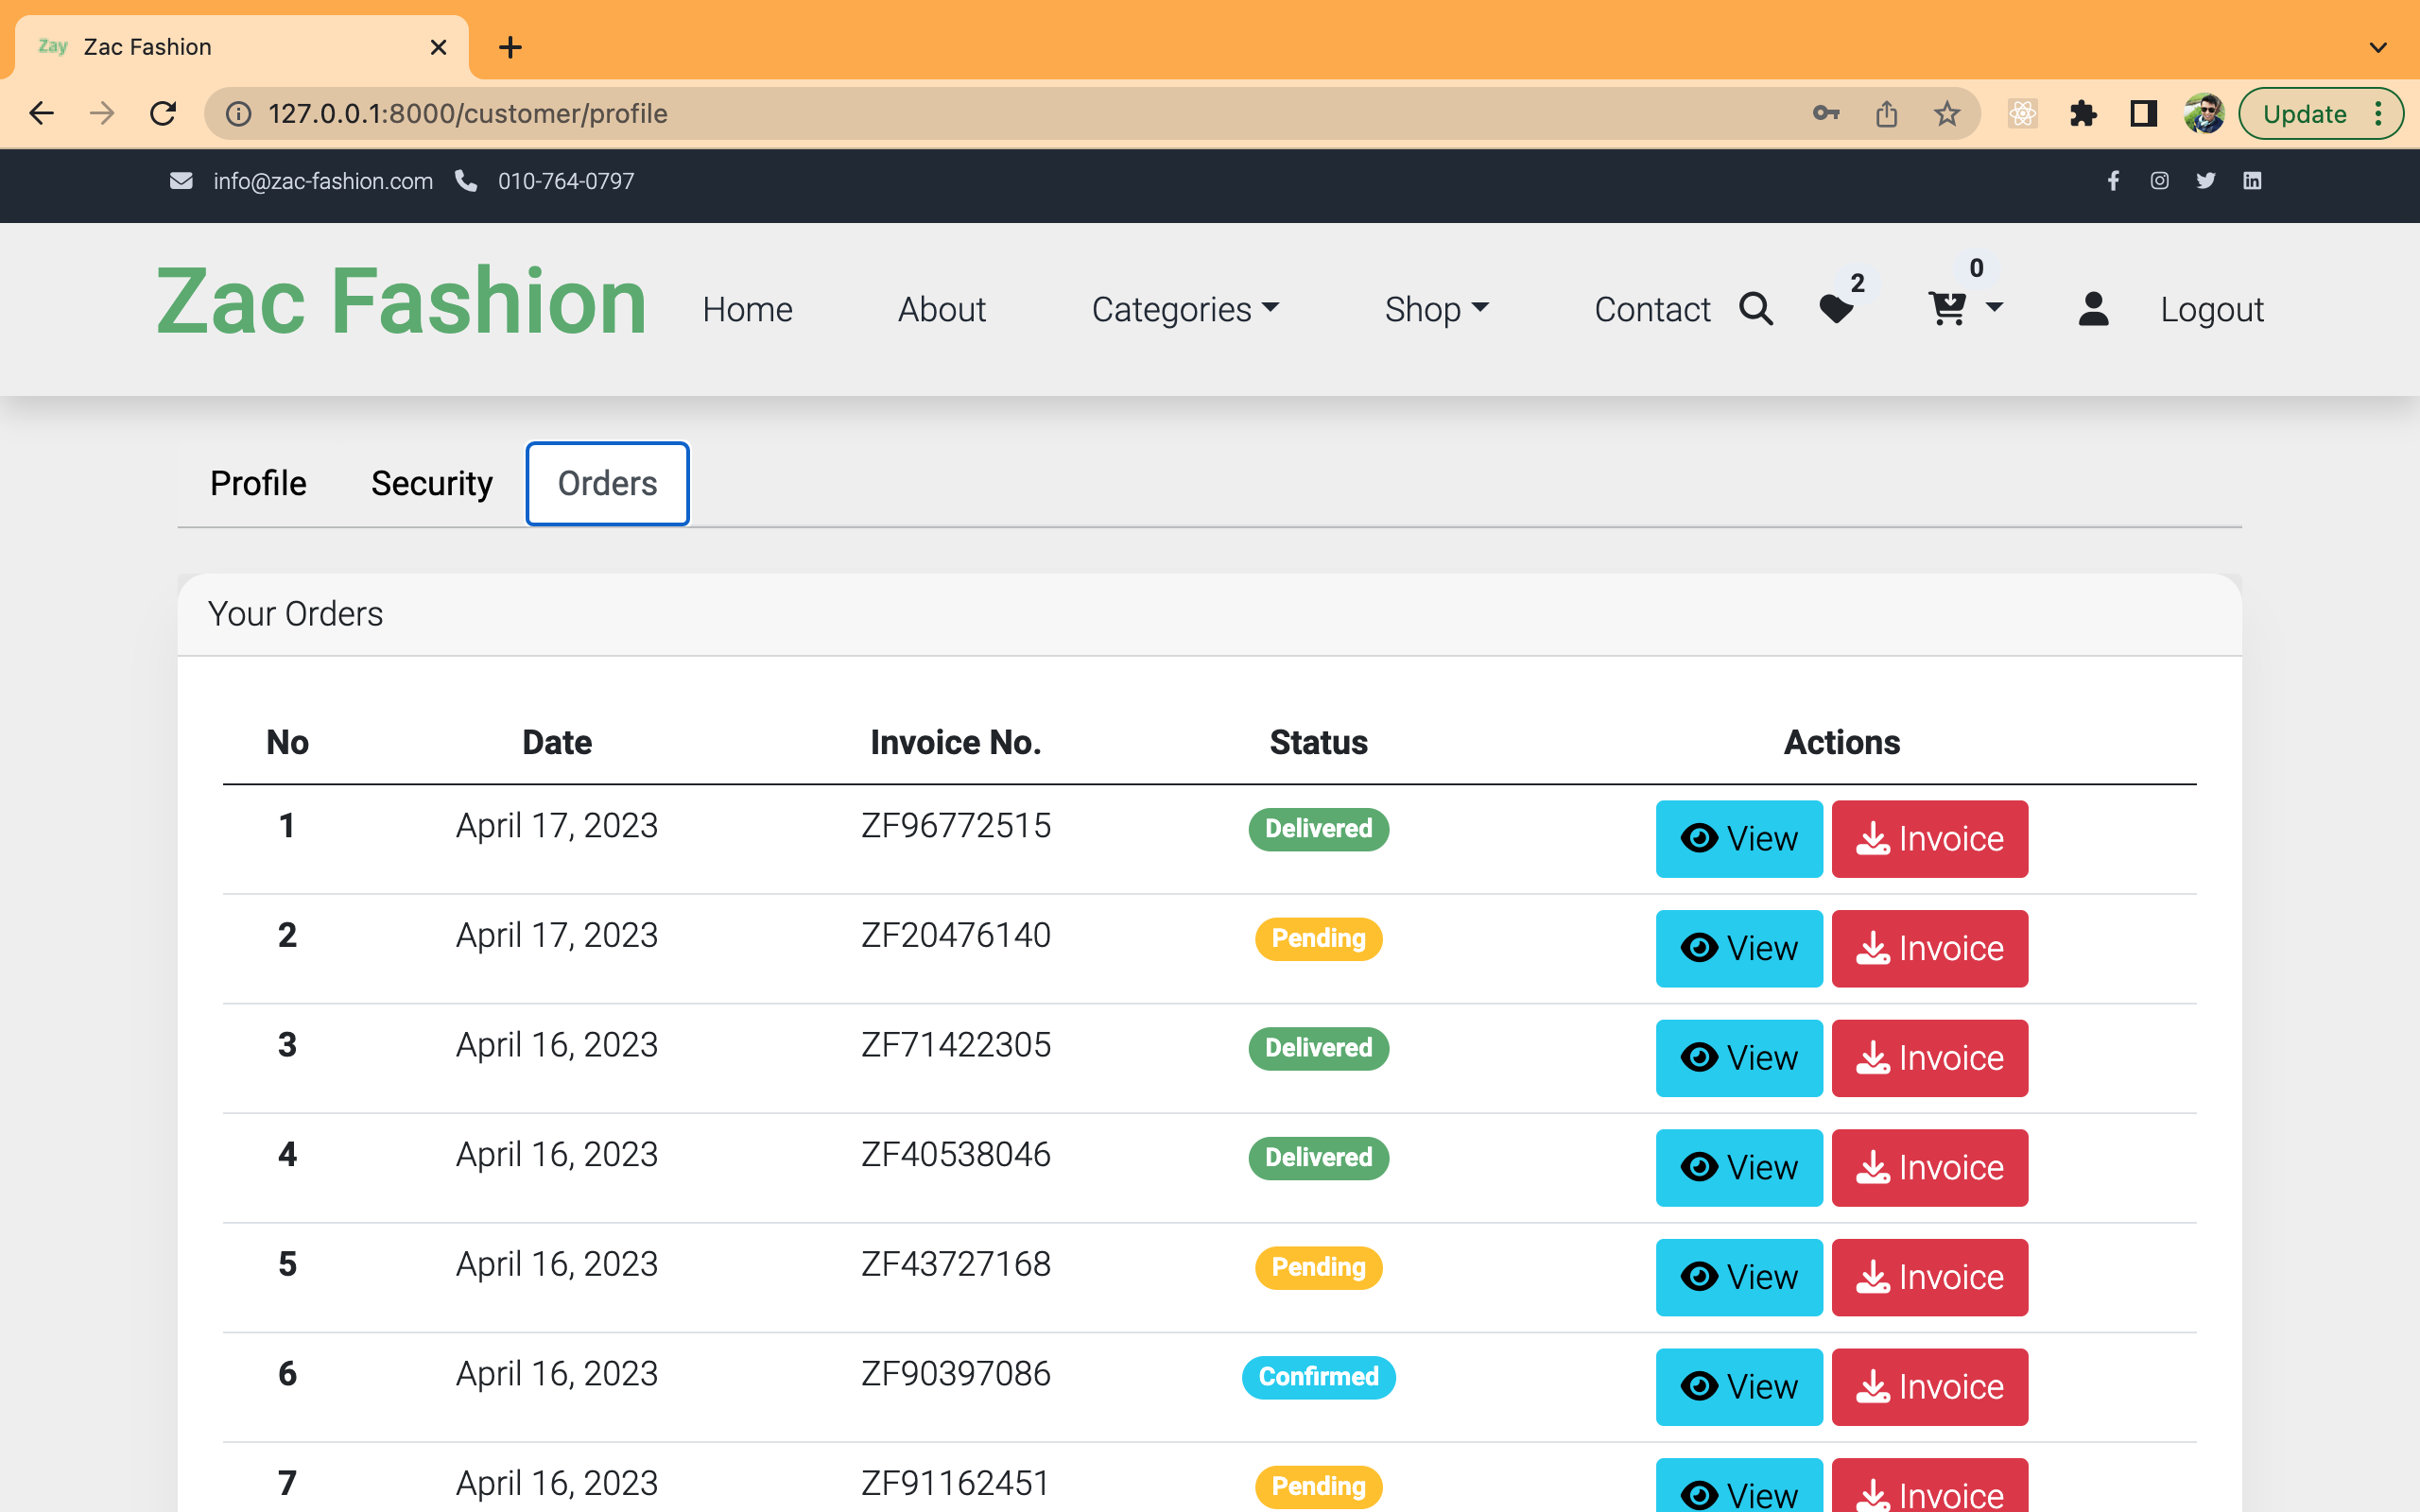 Zay Zac Fashion
127.0.0.1:8000/customer/profile Update
info@zac-fashion.com 010-764-0797
Zac Fashion Home About Categories Shop Contact 2 0 Logout
Profile Security Orders
Your Orders
No Date Invoice No. Status Actions
1 April 17, 2023 ZF96772515 Delivered View Invoice
2 April 17, 2023 ZF20476140 Pending View Invoice
3 April 16, 2023 ZF71422305 Delivered View Invoice
4 April 16, 2023 ZF40538046 Delivered View Invoice
5 April 16, 2023 ZF43727168 Pending View Invoice
6 April 16, 2023 ZF90397086 Confirmed View Invoice
7 April 16, 2023 ZF91162451 Pending View Invoice